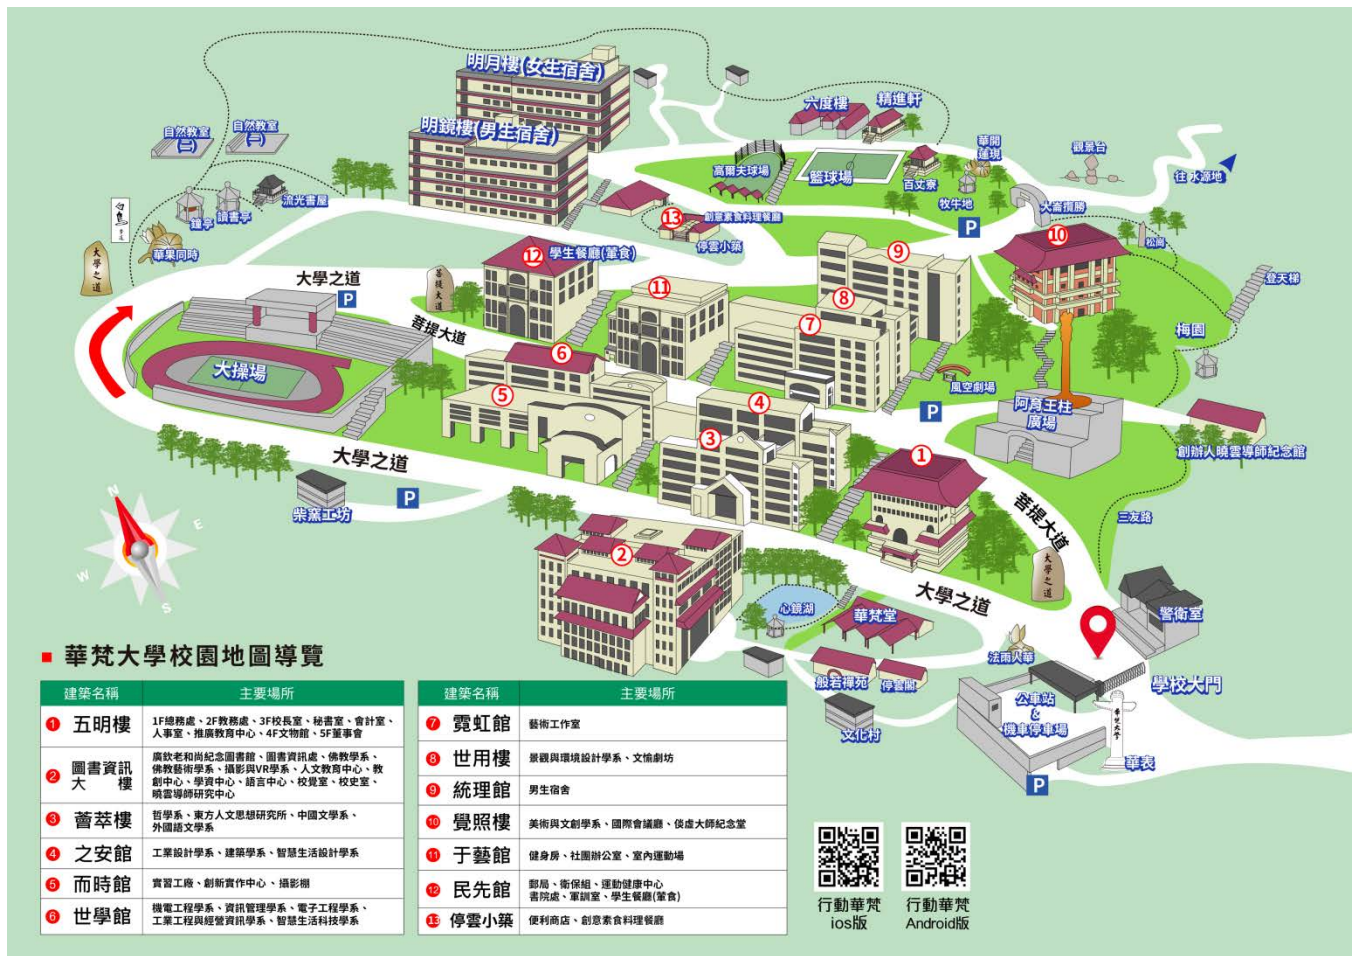 明月樓(女生宿舍)
明鏡樓(男生宿舍)
六度樓
精進軒
自然教室
(二)
自然教室
(一)
高爾夫球場
籃球場
百丈寮
華開
蓮現
觀景台
往 水源地
牧牛地
大崙攬勝
鐘亭
讀書亭
流光書屋
華果同時
大學之道
13
創意素食料理餐廳
停雲小築
P
10
松崗
登天梯
12
學生餐廳(葷食)
9
大學之道
P
菩提大道
菩提大道
11
8
7
梅園
大操場
6
5
4
3
風空劇場
P
阿育王柱
廣場
創辦人曉雲導師紀念館
1
大學之道
柴窯工坊
P
菩提大道
三友路
大學之道
2
大學之道
心鏡湖
華梵堂
般若禪苑
停雲閣
文化村
法雨人華
警衛室
學校大門
公車站
&
機車停車場
華梵大學
華表
P
N
E
W
S
華梵大學校園地圖導覽
建築名稱 主要場所
1 五明樓 1F總務處、2F教務處、3F校長室、秘書室、會計室、
人事室、推廣教育中心、4F文物館、5F董事會
2 圖書資訊大樓 廣欽老和尚紀念圖書館、圖書資訊處、佛教學系、
佛教藝術學系、攝影與VR學系、人文教育中心、教
創中心、學資中心、語言中心、校覺室、校史室、
曉雲導師研究中心
3 薈萃樓 哲學系、東方人文思想研究所、中國文學系、
外國語文學系
4 之安館 工業設計學系、建築學系、智慧生活設計學系
5 而時館 實習工廠、創新實作中心、攝影棚
6 世學館 機電工程學系、資訊管理學系、電子工程學系、
工業工程與經營資訊學系、智慧生活科技學系
建築名稱 主要場所
7 霓虹館 藝術工作室
8 世用樓 景觀與環境設計學系、文愉劇坊
9 統理館 男生宿舍
10 覺照樓 美術與文創學系、國際會議廳、倓虛大師紀念堂
11 于藝館 健身房、社團辦公室、室內運動場
12 民先館 郵局、衛保組、運動健康中心
書院處、軍訓室、學生餐廳(葷食)
13 停雲小築 便利商店、創意素食料理餐廳
行動華梵
ios版
行動華梵
Android版